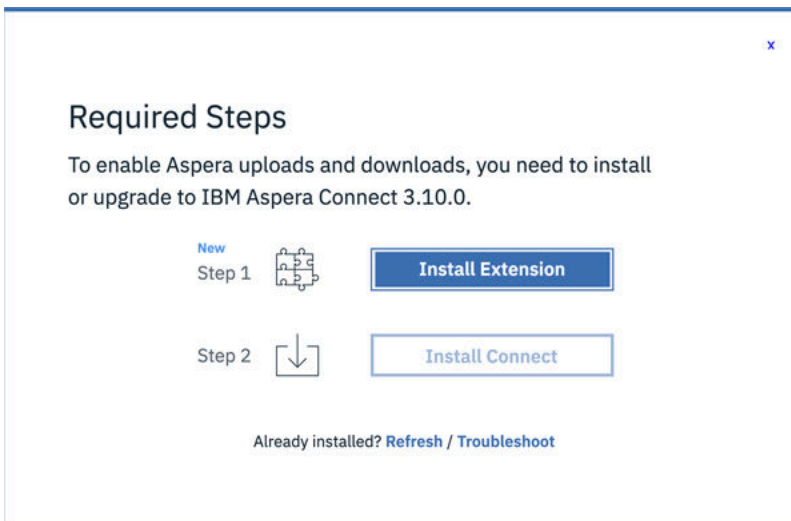 x
Required Steps
To enable Aspera uploads and downloads, you need to install
or upgrade to IBM Aspera Connect 3.10.0.
New
Step 1
Install Extension
Step 2
Install Connect
Already installed? Refresh / Troubleshoot